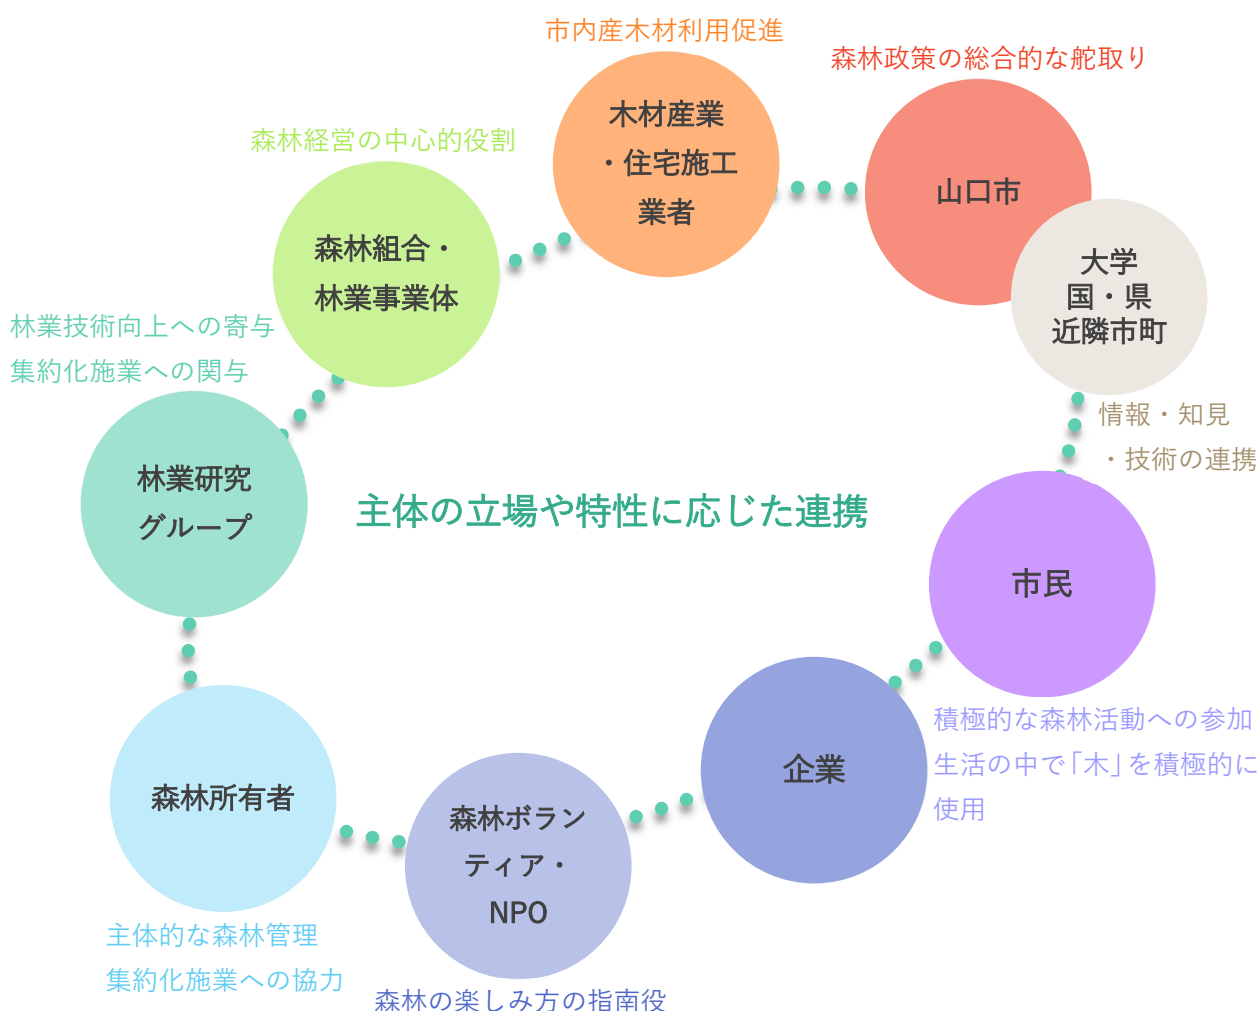 市内産木材利用促進
木材産業
・住宅施工
業者
森林政策の総合的な舵取り
山口市
大学
国・県
近隣市町
情報・知見
・技術の連携
森林経営の中心的役割
森林組合・
林業事業体
林業技術向上への寄与
集約化施業への関与
林業研究
グループ
主体の立場や特性に応じた連携
市民
積極的な森林活動への参加
生活の中で「木」を積極的に
使用
企業
森林ボラン
ティア・
NPO
森林の楽しみ方の指南役
森林所有者
主体的な森林管理
集約化施業への協力